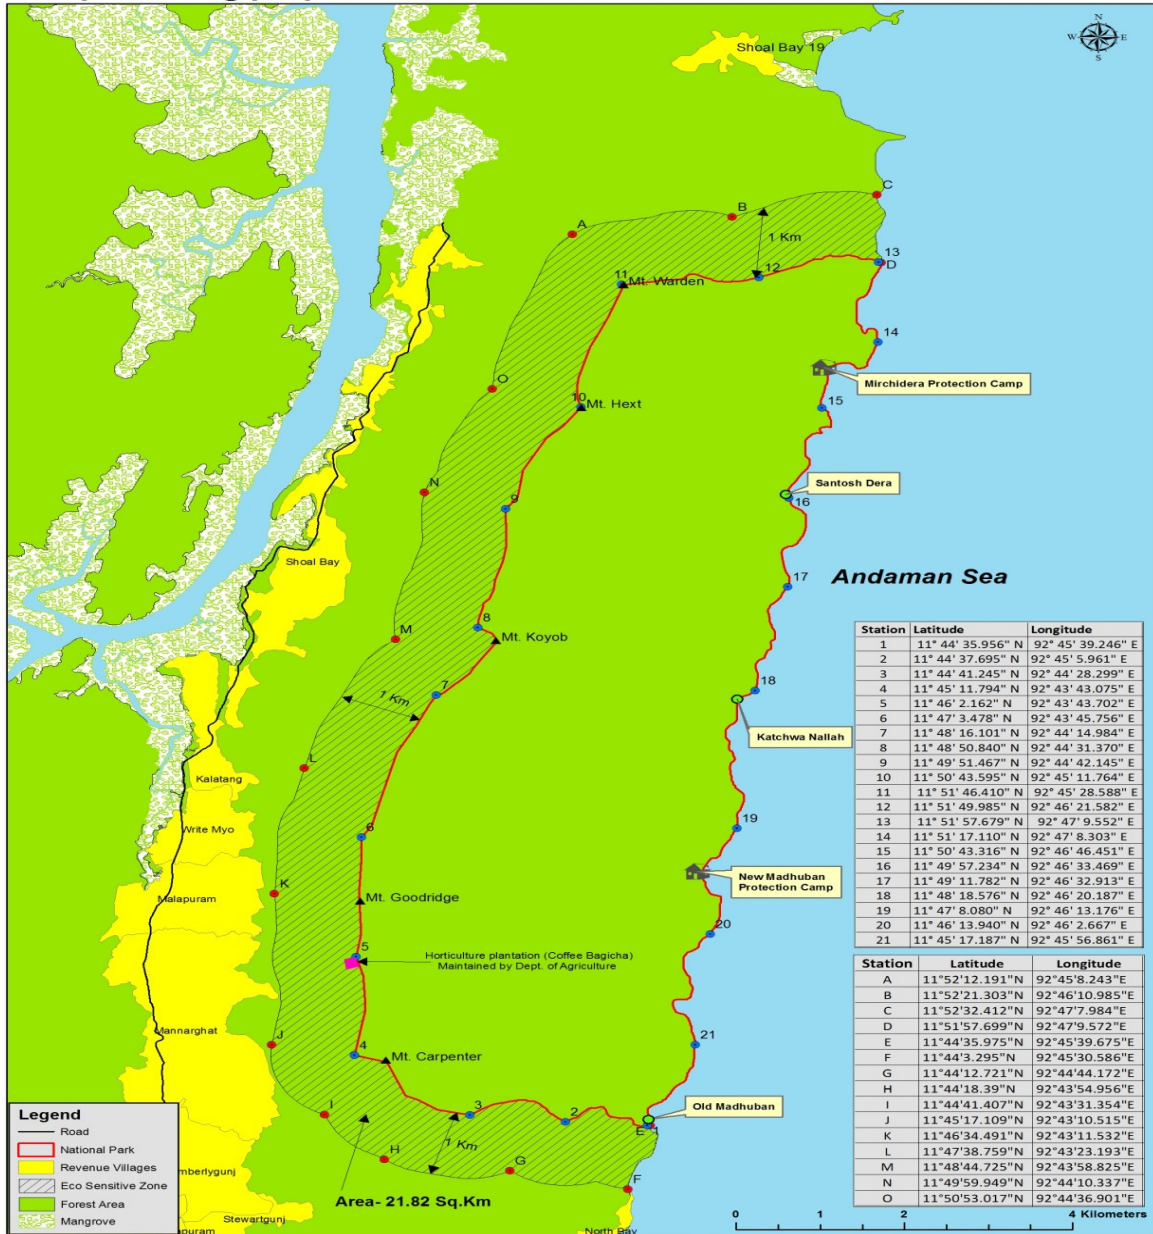 N
W E
S
Shoal Bay 19
C
B
A
1 Km
13
D
12
11
Mt. Warden
14
Mirchidera Protection Camp
O
10
Mt. Hext
15
Santosh Dera
N
9
16
Shoal Bay
17
Andaman Sea
M
8
Mt. Koyob
7
18
1 Km
Katchwa Nallah
L
Kalatang
Write Myo
6
19
K
Malapuram
Mt. Goodridge
New Madhuban
Protection Camp
20
5
Horticulture plantation (Coffee Bagicha)
Maintained by Dept. of Agriculture
Mannarghat
J
4
Mt. Carpenter
21
I
3
2
Old Madhuban
E 1
H
1 Km
G
F
Area- 21.82 Sq.Km
Stewartgunj
North Bay
Station Latitude Longitude
1 11° 44' 35.956" N 92° 45' 39.246" E
2 11° 44' 37.695" N 92° 45' 5.961" E
3 11° 44' 41.245" N 92° 44' 28.299" E
4 11° 45' 11.794" N 92° 43' 43.075" E
5 11° 46' 2.162" N 92° 43' 43.702" E
6 11° 47' 3.478" N 92° 43' 45.756" E
7 11° 48' 16.101" N 92° 44' 14.984" E
8 11° 48' 50.840" N 92° 44' 31.370" E
9 11° 49' 51.467" N 92° 44' 42.145" E
10 11° 50' 43.595" N 92° 45' 11.764" E
11 11° 51' 46.410" N 92° 45' 28.588" E
12 11° 51' 49.985" N 92° 46' 21.582" E
13 11° 51' 57.679" N 92° 47' 9.552" E
14 11° 51' 17.110" N 92° 47' 8.303" E
15 11° 50' 43.316" N 92° 46' 46.451" E
16 11° 49' 57.234" N 92° 46' 33.469" E
17 11° 49' 11.782" N 92° 46' 32.913" E
18 11° 48' 18.576" N 92° 46' 20.187" E
19 11° 47' 8.080" N 92° 46' 13.176" E
20 11° 46' 13.940" N 92° 46' 2.667" E
21 11° 45' 17.187" N 92° 45' 56.861" E
Station Latitude Longitude
A 11°52'12.191"N 92°45'8.243"E
B 11°52'21.303"N 92°46'10.985"E
C 11°52'32.412"N 92°47'7.984"E
D 11°51'57.699"N 92°47'9.572"E
E 11°44'35.975"N 92°45'39.675"E
F 11°44'3.295"N 92°45'30.586"E
G 11°44'12.721"N 92°44'44.172"E
H 11°44'18.39"N 92°43'54.956"E
I 11°44'41.407"N 92°43'31.354"E
J 11°45'17.109"N 92°43'10.515"E
K 11°46'34.491"N 92°43'11.532"E
L 11°47'38.759"N 92°43'23.193"E
M 11°48'44.725"N 92°43'58.825"E
N 11°49'59.949"N 92°44'10.337"E
O 11°50'53.017"N 92°44'36.901"E
Legend
Road
National Park
Revenue Villages
Eco Sensitive Zone
Forest Area
Mangrove
0 1 2 4 Kilometers